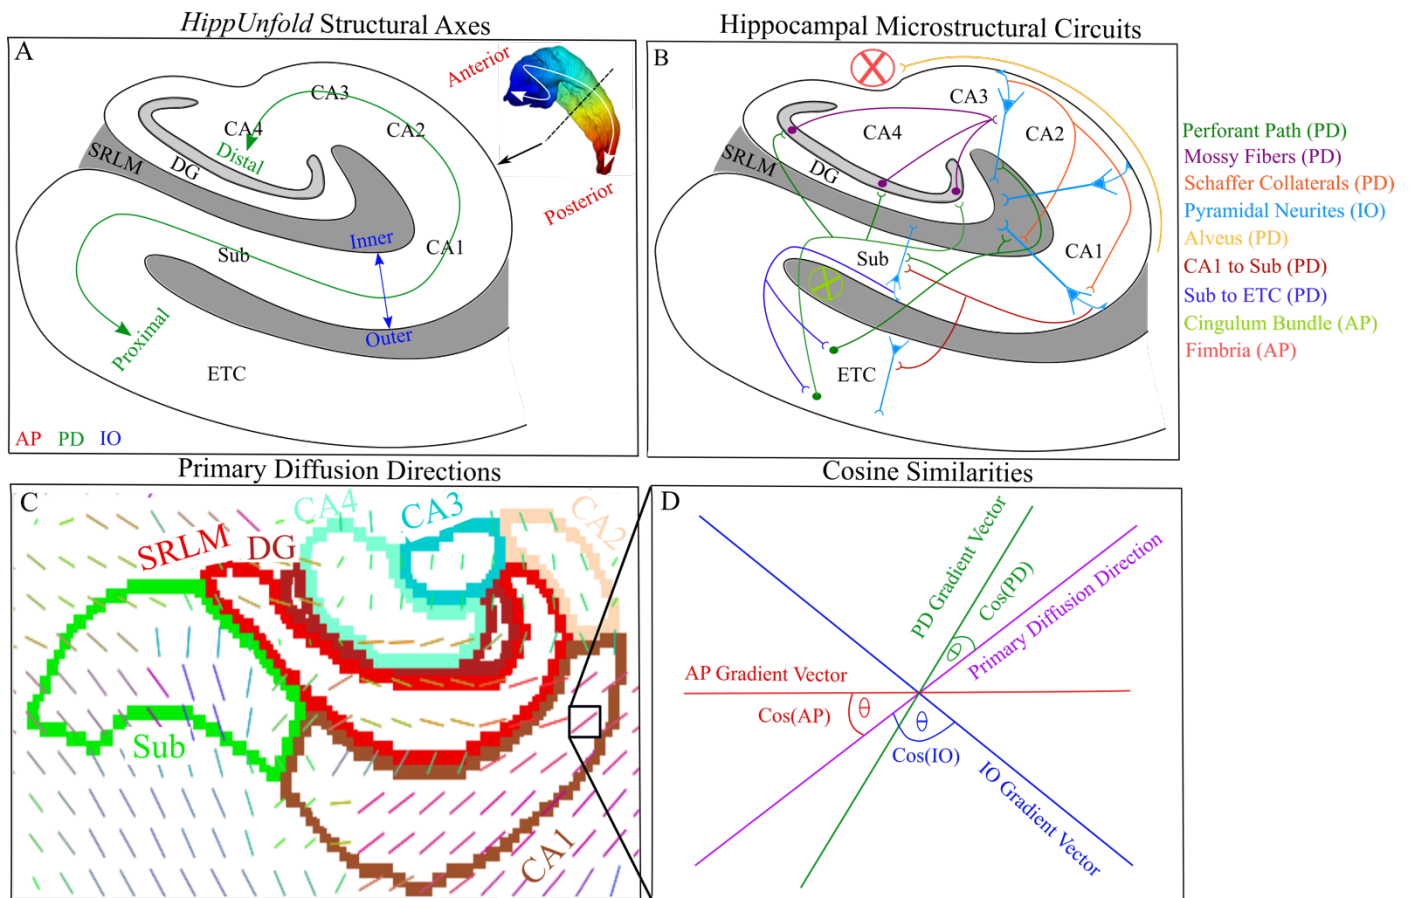 HippUnfold Structural Axes
A
Anterior
Posterior
CA3
CA2
CA4
Distal
SRLM
DG
Inner
CA1
Sub
Outer
Proximal
ETC
AP PD IO
Hippocampal Microstructural Circuits
B
CA3
CA2
CA4
SRLM
DG
CA1
Sub
ETC
Perforant Path (PD)
Mossy Fibers (PD)
Schaffer Collaterals (PD)
Pyramidal Neurites (IO)
Alveus (PD)
CA1 to Sub (PD)
Sub to ETC (PD)
Cingulum Bundle (AP)
Fimbria (AP)
Primary Diffusion Directions
C
CA4
CA3
CA2
SRLM
DG
Sub
CA1
Cosine Similarities
D
PD Gradient Vector
Cos(PD)
θ
Primary Diffusion Direction
AP Gradient Vector
Cos(AP)
θ
θ
Cos(IO)
IO Gradient Vector